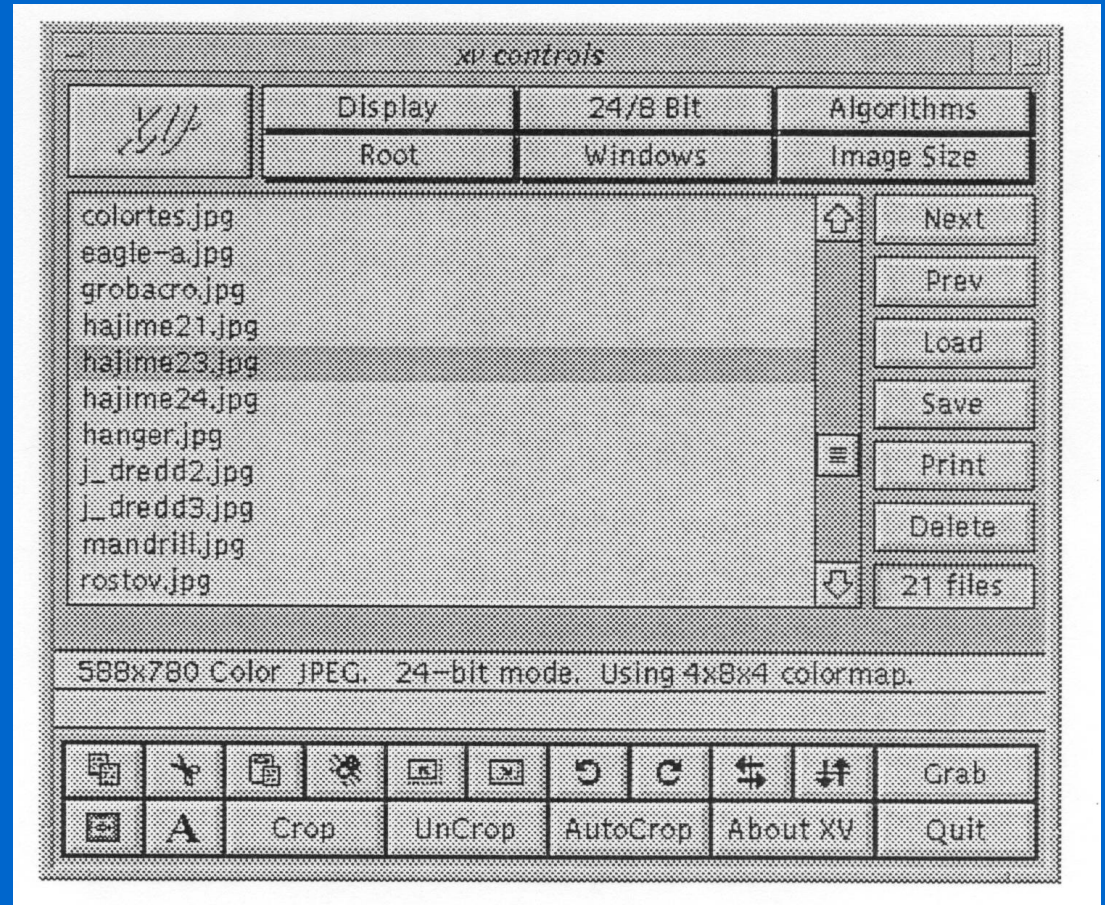 xv controls
XV
Display 24/8 Bit Algorithms
Root Windows Image Size
colortes.jpg
eagle-a.jpg
grobacro.jpg
hajime21.jpg
hajime23.jpg
hajime24.jpg
hanger.jpg
j_dredd2.jpg
j_dredd3.jpg
mandrill.jpg
rostov.jpg
Next
Prev
Load
Save
Print
Delete
21 files
588x780 Color JPEG. 24-bit mode. Using 4x8x4 colormap.
Grab
A Crop UnCrop AutoCrop About XV Quit